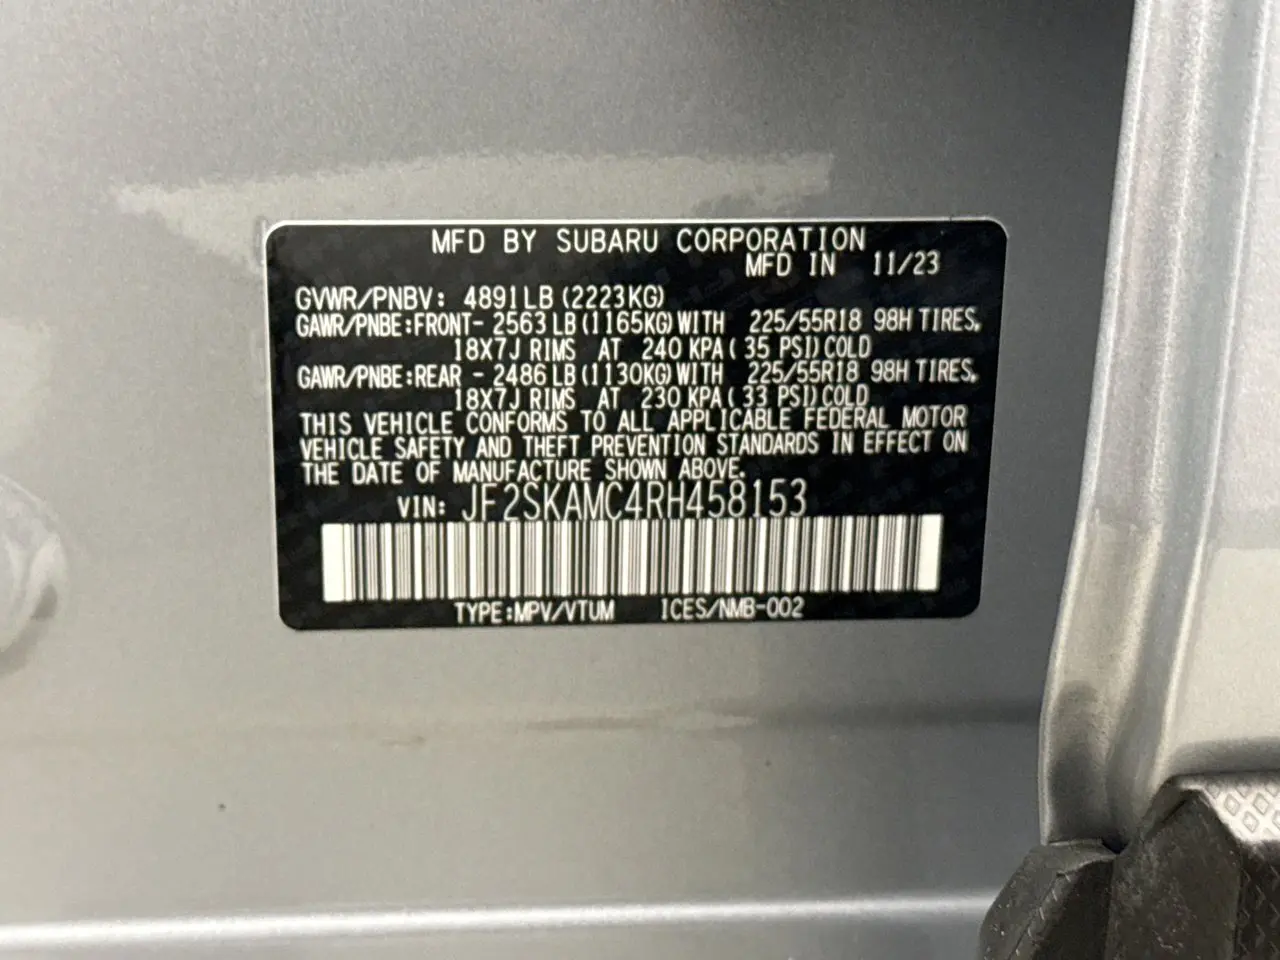 MFD BY SUBARU CORPORATION
MFD IN 11/23
GVWR/PNBV: 4891LB (2223KG)
GAWR/PNBE:FRONT- 2563LB (1165KG) WITH 225/55R18 98H TIRES,
18X7J RIMS AT 240 KPA ( 35 PSI) COLD
GAWR/PNBE:REAR - 2486LB (1130KG) WITH 225/55R18 98H TIRES,
18X7J RIMS AT 230 KPA ( 33 PSI) COLD
THIS VEHICLE CONFORMS TO ALL APPLICABLE FEDERAL MOTOR
VEHICLE SAFETY AND THEFT PREVENTION STANDARDS IN EFFECT ON
THE DATE OF MANUFACTURE SHOWN ABOVE.
VIN: JF2SKAMC4RH458153
TYPE:MPV/VTUM ICES/NMB-002